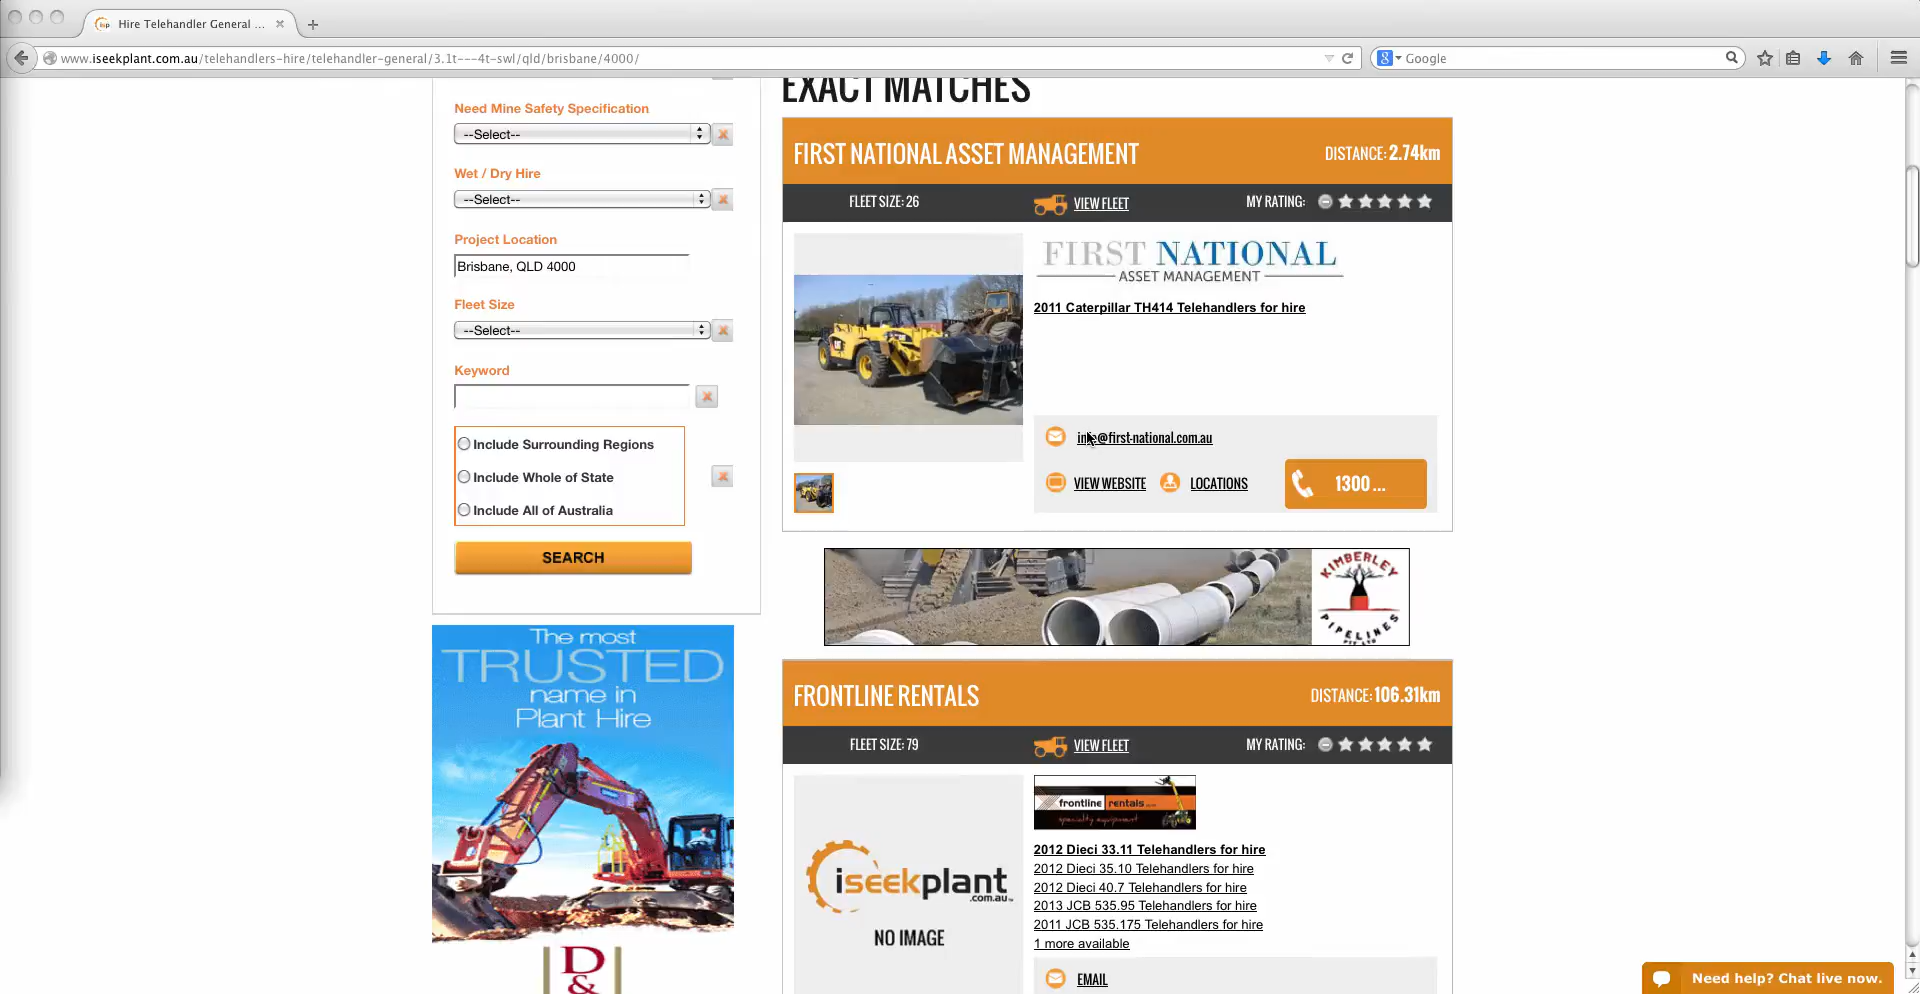 Hire Telehandler General ...
www.iseekplant.com.au/telehandlers-hire/telehandler-general/3.1t---4t-swl/qld/brisbane/4000/
Google
Need Mine Safety Specification
--Select--
Wet / Dry Hire
--Select--
Project Location
Brisbane, QLD 4000
Fleet Size
--Select--
Keyword
Include Surrounding Regions
Include Whole of State
Include All of Australia
SEARCH
The most
TRUSTED
name in
Plant Hire
D
&
EXACT MATCHES
FIRST NATIONAL ASSET MANAGEMENT
DISTANCE: 2.74km
FLEET SIZE: 26
VIEW FLEET
MY RATING:
FIRST NATIONAL
ASSET MANAGEMENT
2011 Caterpillar TH414 Telehandlers for hire
info@first-national.com.au
VIEW WEBSITE
LOCATIONS
1300 ...
KIMBERLEY
PIPELINES
PTY LTD
FRONTLINE RENTALS
DISTANCE: 106.31km
FLEET SIZE: 79
VIEW FLEET
MY RATING:
frontline rentals
specialty equipment
iseekplant
.com.au
NO IMAGE
2012 Dieci 33.11 Telehandlers for hire
2012 Dieci 35.10 Telehandlers for hire
2012 Dieci 40.7 Telehandlers for hire
2013 JCB 535.95 Telehandlers for hire
2011 JCB 535.175 Telehandlers for hire
1 more available
EMAIL
Need help? Chat live now.